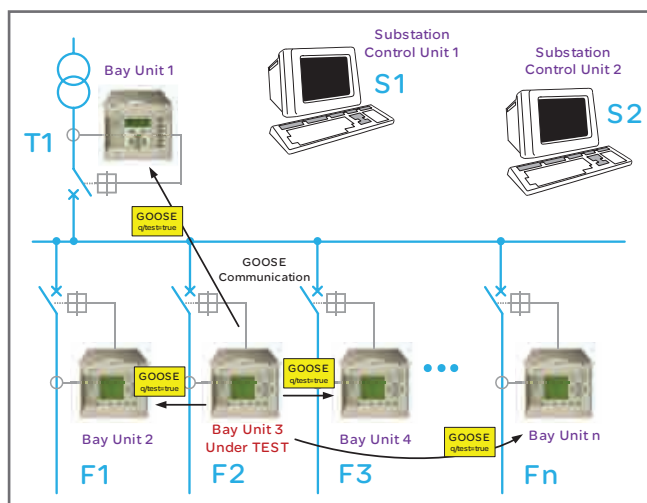 Substation
Control Unit 1
S1
Substation
Control Unit 2
S2
Bay Unit 1
T1
GOOSE
q/test=true
GOOSE
Communication
GOOSE
q/test=true
GOOSE
q/test=true
Bay Unit 2
Bay Unit 3
Under TEST
Bay Unit 4
GOOSE
q/test=true
Bay Unit n
F1
F2
F3
Fn